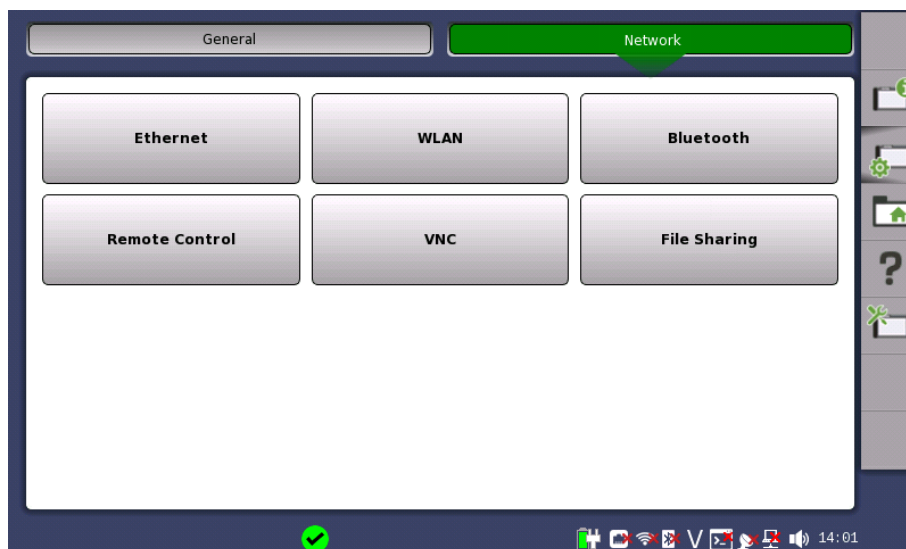 General Network
Ethernet WLAN Bluetooth
Remote Control VNC File Sharing
?
V 14:01